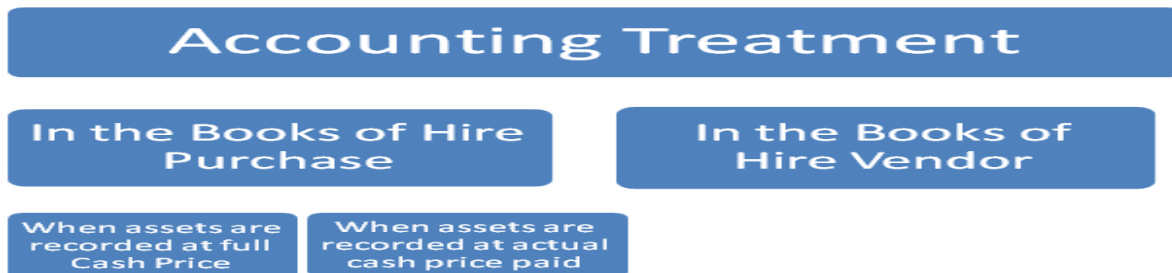 Accounting Treatment
In the Books of Hire
Purchase
In the Books of
Hire Vendor
When assets are
recorded at full
Cash Price
When assets are
recorded at actual
cash price paid